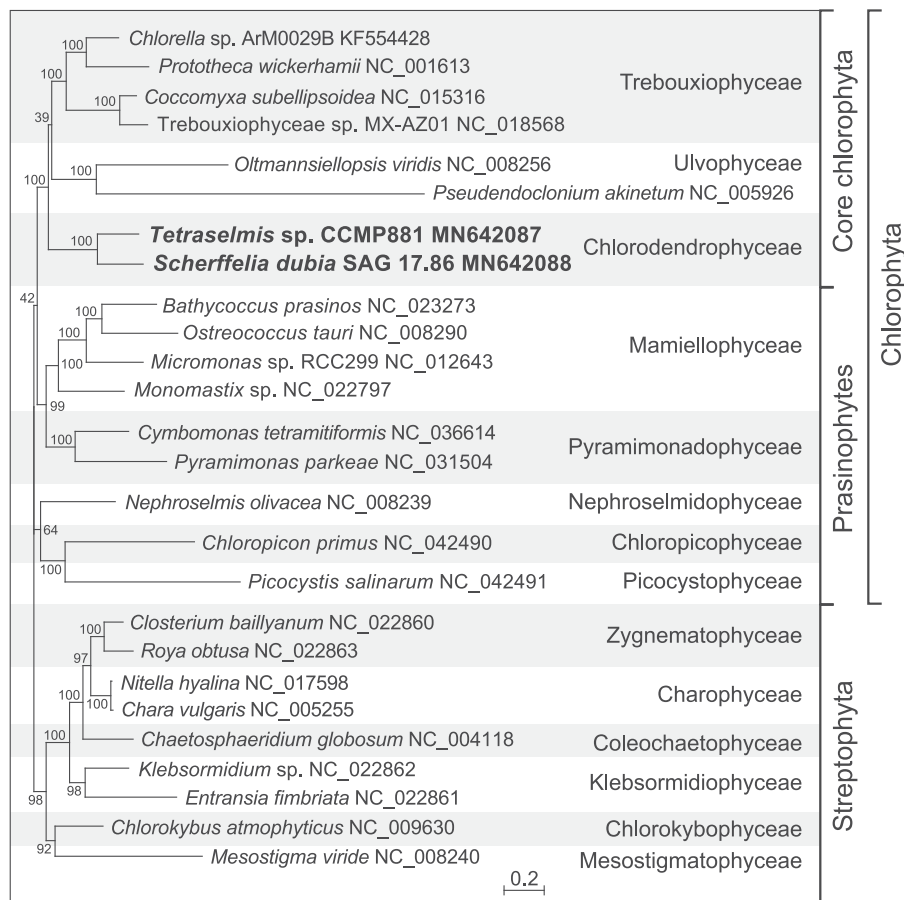 Chlorella sp. ArM0029B KF554428
Prototheca wickerhamii NC_001613
Coccomyxa subellipsoidea NC_015316
Trebouxiophyceae sp. MX-AZ01 NC_018568
Trebouxiophyceae
Oltmannsiellopsis viridis NC_008256
Pseudendoclonium akinetum NC_005926
Ulvophyceae
Tetraselmis sp. CCMP881 MN642087
Scherffelia dubia SAG 17.86 MN642088
Chlorodendrophyceae
Bathycoccus prasinos NC_023273
Ostreococcus tauri NC_008290
Micromonas sp. RCC299 NC_012643
Monomastix sp. NC_022797
Mamiellophyceae
Cymbomonas tetramitiformis NC_036614
Pyramimonas parkeae NC_031504
Pyramimonadophyceae
Nephroselmis olivacea NC_008239
Nephroselmidophyceae
Chloropicon primus NC_042490
Chloropicophyceae
Picocystis salinarum NC_042491
Picocystophyceae
Closterium baillyanum NC_022860
Roya obtusa NC_022863
Zygnematophyceae
Nitella hyalina NC_017598
Chara vulgaris NC_005255
Charophyceae
Chaetosphaeridium globosum NC_004118
Coleochaetophyceae
Klebsormidium sp. NC_022862
Entransia fimbriata NC_022861
Klebsormidiophyceae
Chlorokybus atmophyticus NC_009630
Chlorokybophyceae
Mesostigma viride NC_008240
Mesostigmatophyceae
Core chlorophyta
Prasinophytes
Chlorophyta
Streptophyta
100
100
100
39
100
100
100
42
100
100
100
99
100
64
100
100
97
100
100
100
98
98
92
0.2